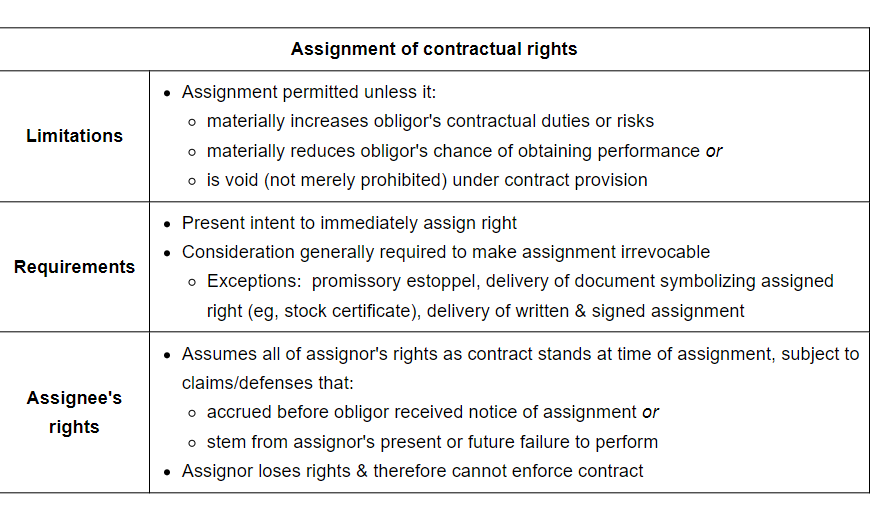 Assignment of contractual rights
Limitations
• Assignment permitted unless it:
○ materially increases obligor's contractual duties or risks
○ materially reduces obligor's chance of obtaining performance or
○ is void (not merely prohibited) under contract provision
Requirements
• Present intent to immediately assign right
• Consideration generally required to make assignment irrevocable
○ Exceptions: promissory estoppel, delivery of document symbolizing assigned
right (eg, stock certificate), delivery of written & signed assignment
Assignee's
rights
• Assumes all of assignor's rights as contract stands at time of assignment, subject to
claims/defenses that:
○ accrued before obligor received notice of assignment or
○ stem from assignor's present or future failure to perform
• Assignor loses rights & therefore cannot enforce contract